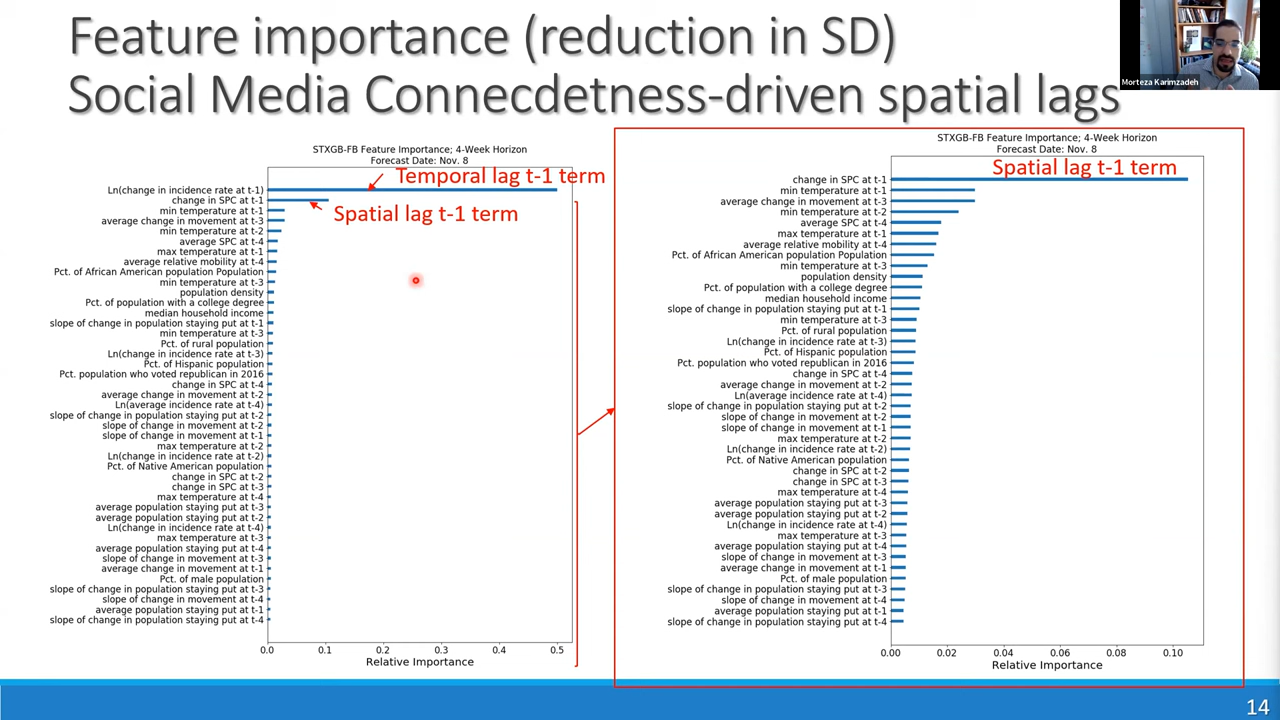 Feature importance (reduction in SD)
Social Media Connecdetness-driven spatial lags
Morteza Karimzadeh
STXGB-FB Feature Importance; 4-Week Horizon
Forecast Date: Nov. 8
Temporal lag t-1 term
Spatial lag t-1 term
Ln(change in incidence rate at t-1)
change in SPC at t-1
min temperature at t-1
average change in movement at t-3
min temperature at t-2
average SPC at t-4
max temperature at t-1
average relative mobility at t-4
Pct. of African American population Population
min temperature at t-3
population density
Pct. of population with a college degree
median household income
slope of change in population staying put at t-1
min temperature at t-3
Pct. of rural population
Ln(change in incidence rate at t-3)
Pct. of Hispanic population
Pct. population who voted republican in 2016
change in SPC at t-4
average change in movement at t-2
Ln(average incidence rate at t-4)
slope of change in population staying put at t-2
slope of change in movement at t-2
slope of change in movement at t-1
max temperature at t-2
Ln(change in incidence rate at t-2)
Pct. of Native American population
change in SPC at t-2
change in SPC at t-3
max temperature at t-4
average population staying put at t-3
average population staying put at t-2
Ln(change in incidence rate at t-4)
max temperature at t-3
average population staying put at t-4
slope of change in movement at t-3
average change in movement at t-1
Pct. of male population
slope of change in population staying put at t-3
slope of change in movement at t-4
average population staying put at t-1
slope of change in population staying put at t-4
0.0 0.1 0.2 0.3 0.4 0.5
Relative Importance
STXGB-FB Feature Importance; 4-Week Horizon
Forecast Date: Nov. 8
Spatial lag t-1 term
change in SPC at t-1
min temperature at t-1
average change in movement at t-3
min temperature at t-2
average SPC at t-4
max temperature at t-1
average relative mobility at t-4
Pct. of African American population Population
min temperature at t-3
population density
Pct. of population with a college degree
median household income
slope of change in population staying put at t-1
min temperature at t-3
Pct. of rural population
Ln(change in incidence rate at t-3)
Pct. of Hispanic population
Pct. population who voted republican in 2016
change in SPC at t-4
average change in movement at t-2
Ln(average incidence rate at t-4)
slope of change in population staying put at t-2
slope of change in movement at t-2
slope of change in movement at t-1
max temperature at t-2
Ln(change in incidence rate at t-2)
Pct. of Native American population
change in SPC at t-2
change in SPC at t-3
max temperature at t-4
average population staying put at t-3
average population staying put at t-2
Ln(change in incidence rate at t-4)
max temperature at t-3
average population staying put at t-4
slope of change in movement at t-3
average change in movement at t-1
Pct. of male population
slope of change in population staying put at t-3
slope of change in movement at t-4
average population staying put at t-1
slope of change in population staying put at t-4
0.00 0.02 0.04 0.06 0.08 0.10
Relative Importance
14